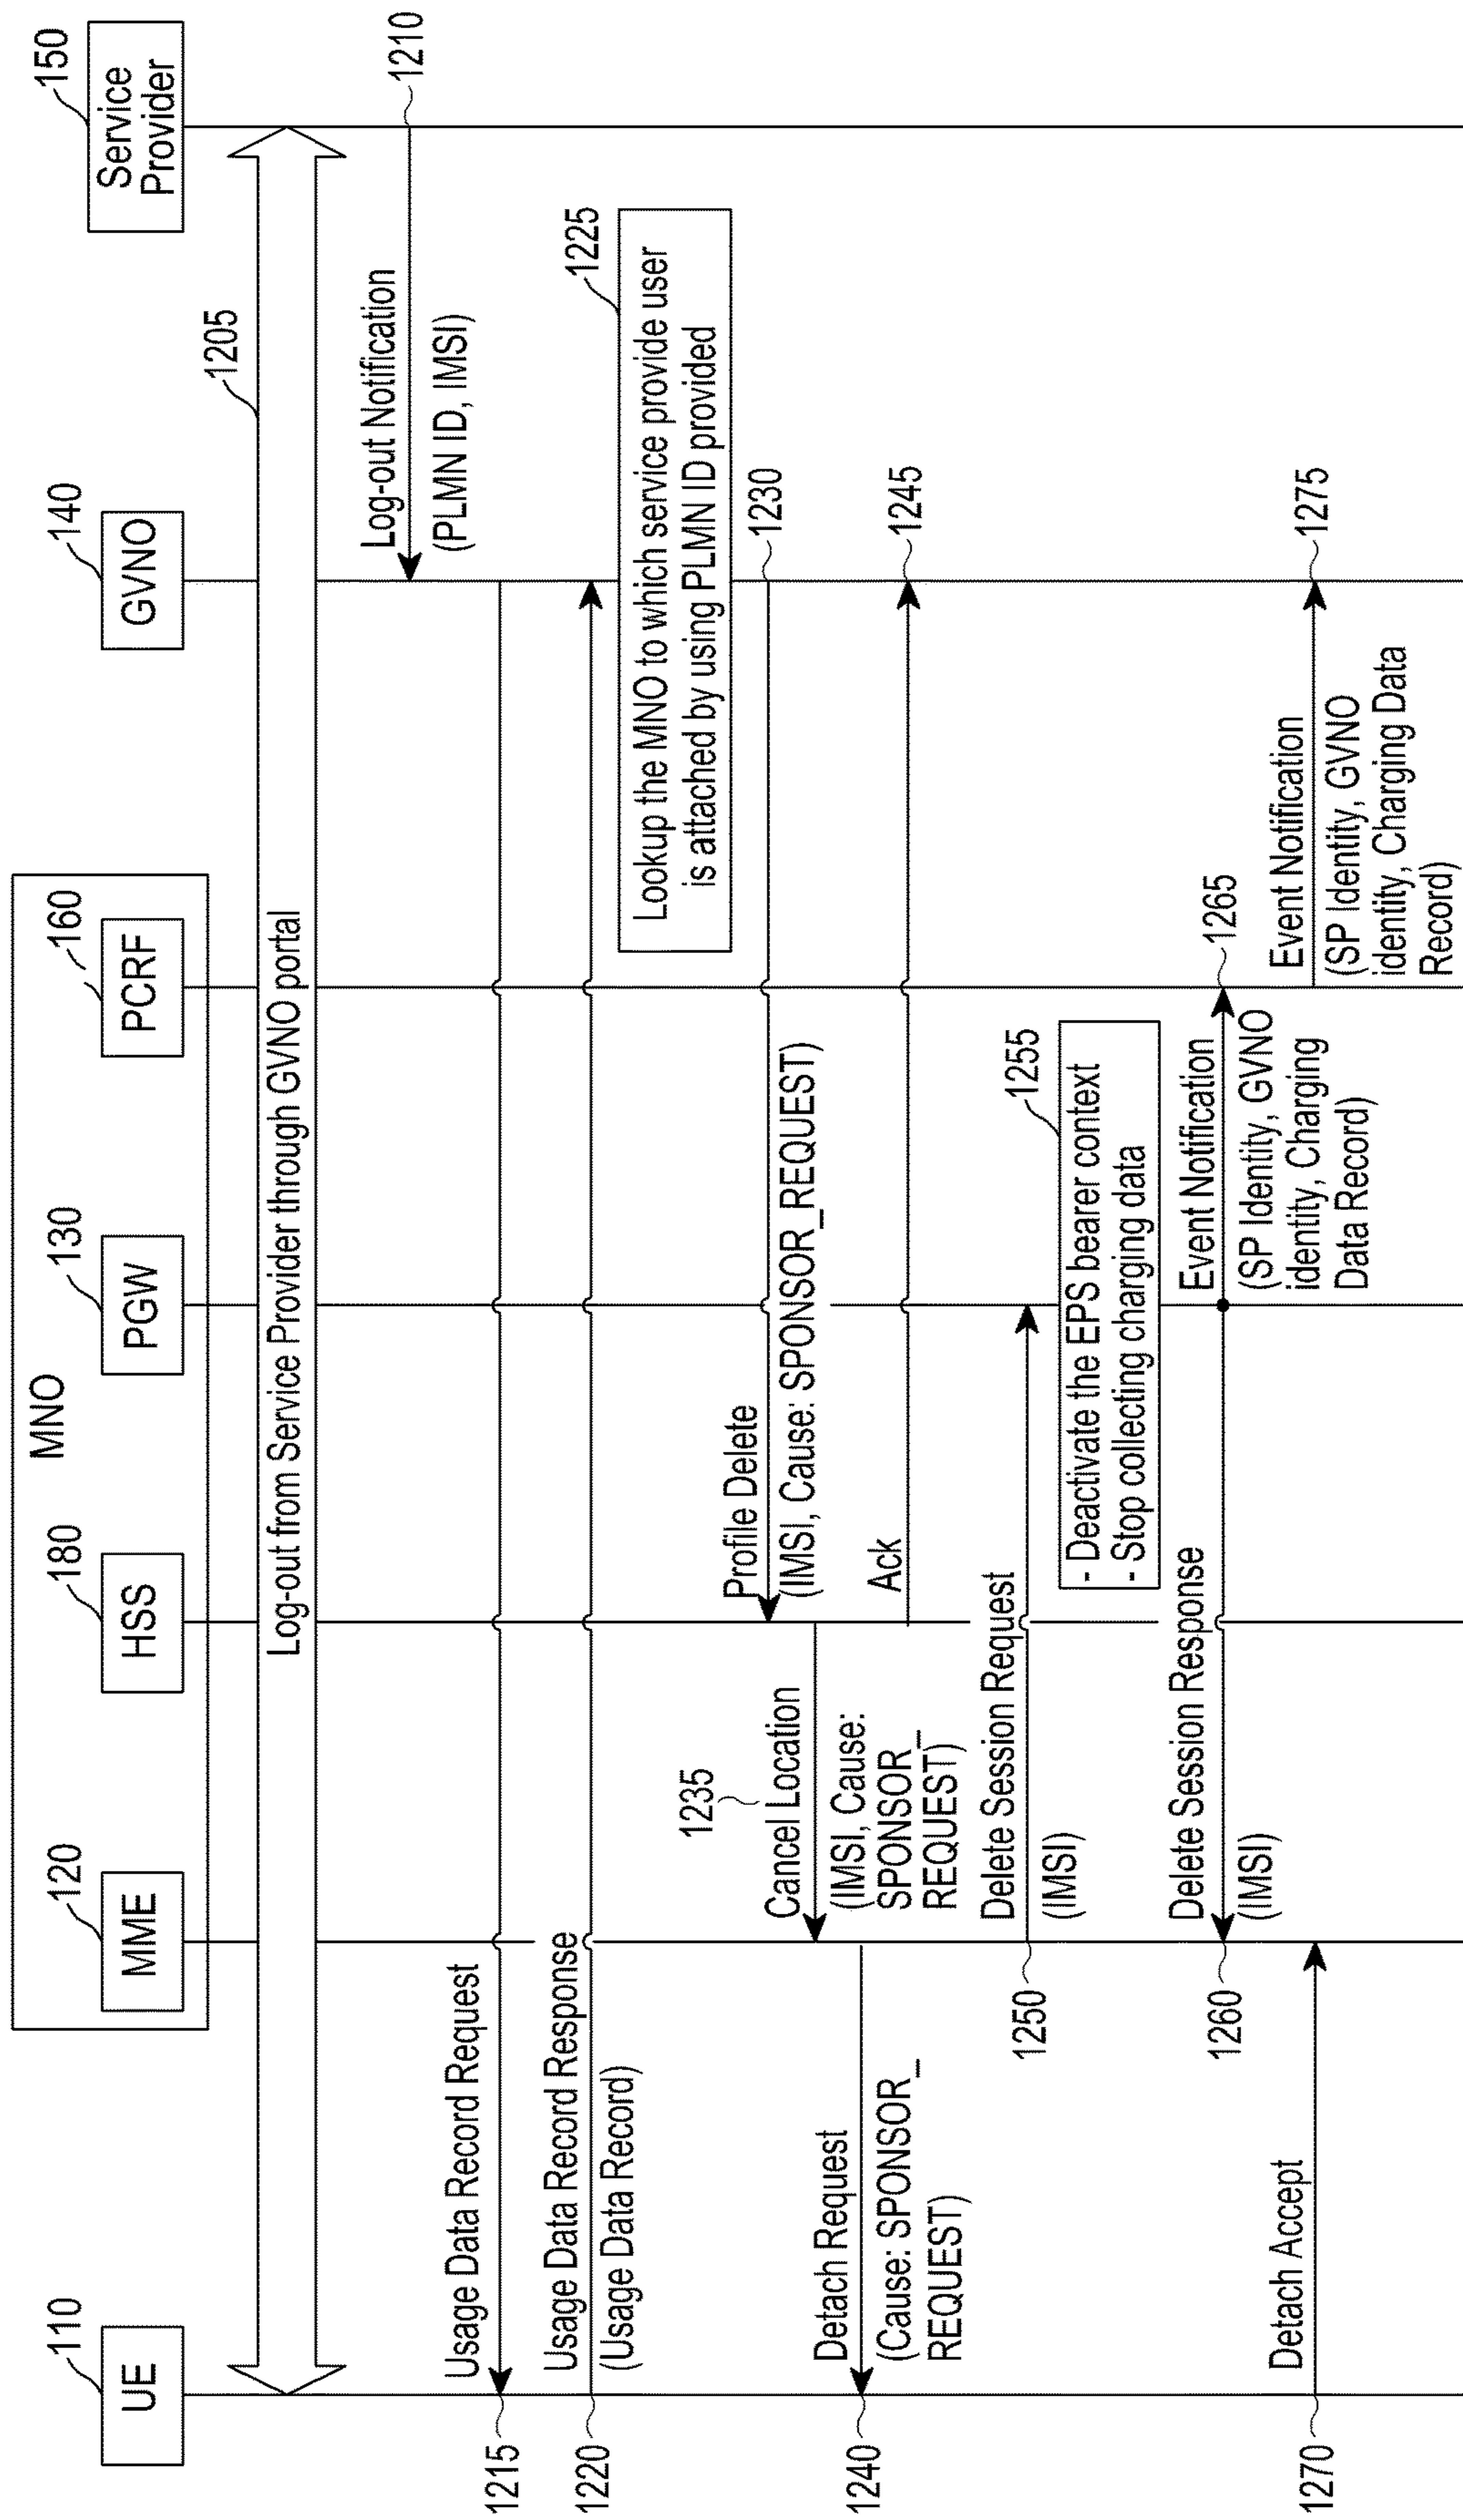 MNO
110
UE
120
MME
180
HSS
130
PGW
160
PCRF
140
GVNO
150
Service
Provider
1205
Log-out from Service Provider through GVNO portal
Log-out Notification
(PLMN ID, IMSI)
1210
1215
Usage Data Record Request
1220
Usage Data Record Response
(Usage Data Record)
1225
Lookup the MNO to which service provide user
is attached by using PLMN ID provided
Profile Delete
(IMSI, Cause: SPONSOR_REQUEST)
1230
1235
Cancel Location
(IMSI, Cause:
SPONSOR_
REQUEST)
1240
Detach Request
(Cause: SPONSOR_
REQUEST)
Ack
1245
1250
Delete Session Request
(IMSI)
1255
- Deactivate the EPS bearer context
- Stop collecting charging data
1260
Delete Session Response
(IMSI)
Event Notification
(SP Identity, GVNO
identity, Charging
Data Record)
1265
1270
Detach Accept
Event Notification
(SP Identity, GVNO
identity, Charging Data
Record)
1275